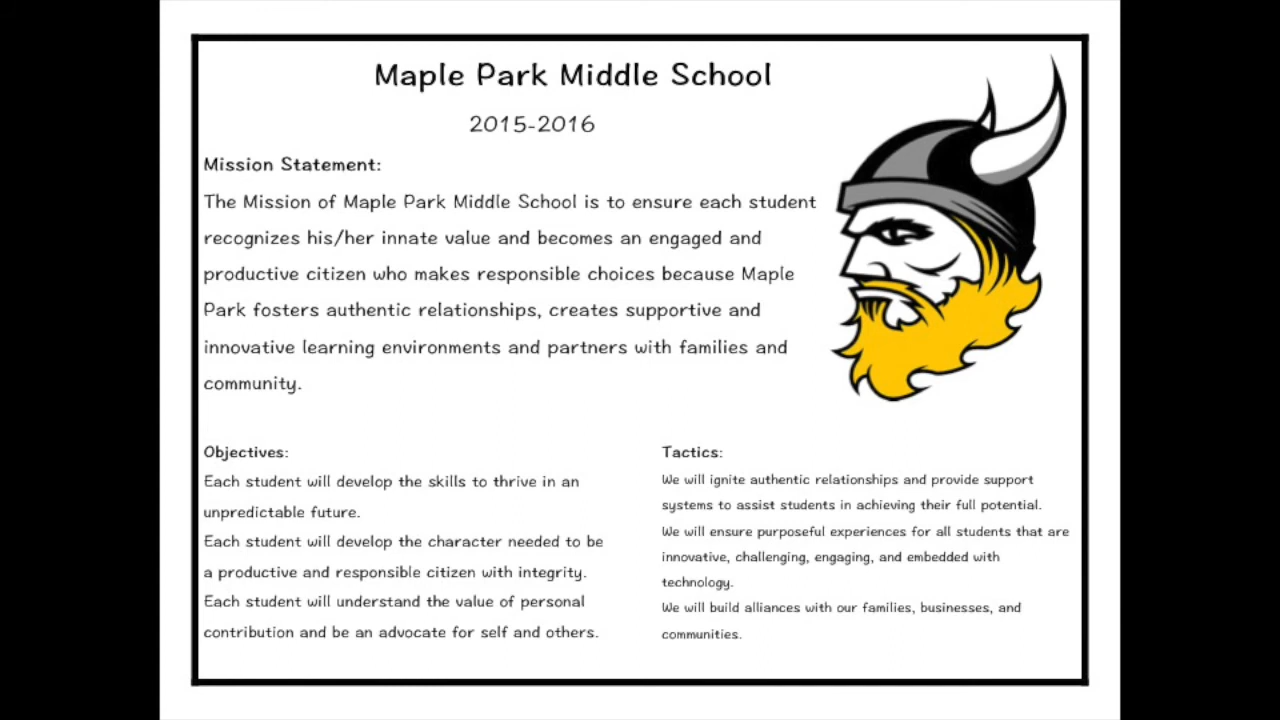 Maple Park Middle School
2015-2016
Mission Statement:
The Mission of Maple Park Middle School is to ensure each student
recognizes his/her innate value and becomes an engaged and
productive citizen who makes responsible choices because Maple
Park fosters authentic relationships, creates supportive and
innovative learning environments and partners with families and
community.
Objectives:
Each student will develop the skills to thrive in an
unpredictable future.
Each student will develop the character needed to be
a productive and responsible citizen with integrity.
Each student will understand the value of personal
contribution and be an advocate for self and others.
Tactics:
We will ignite authentic relationships and provide support
systems to assist students in achieving their full potential.
We will ensure purposeful experiences for all students that are
innovative, challenging, engaging, and embedded with
technology.
We will build alliances with our families, businesses, and
communities.